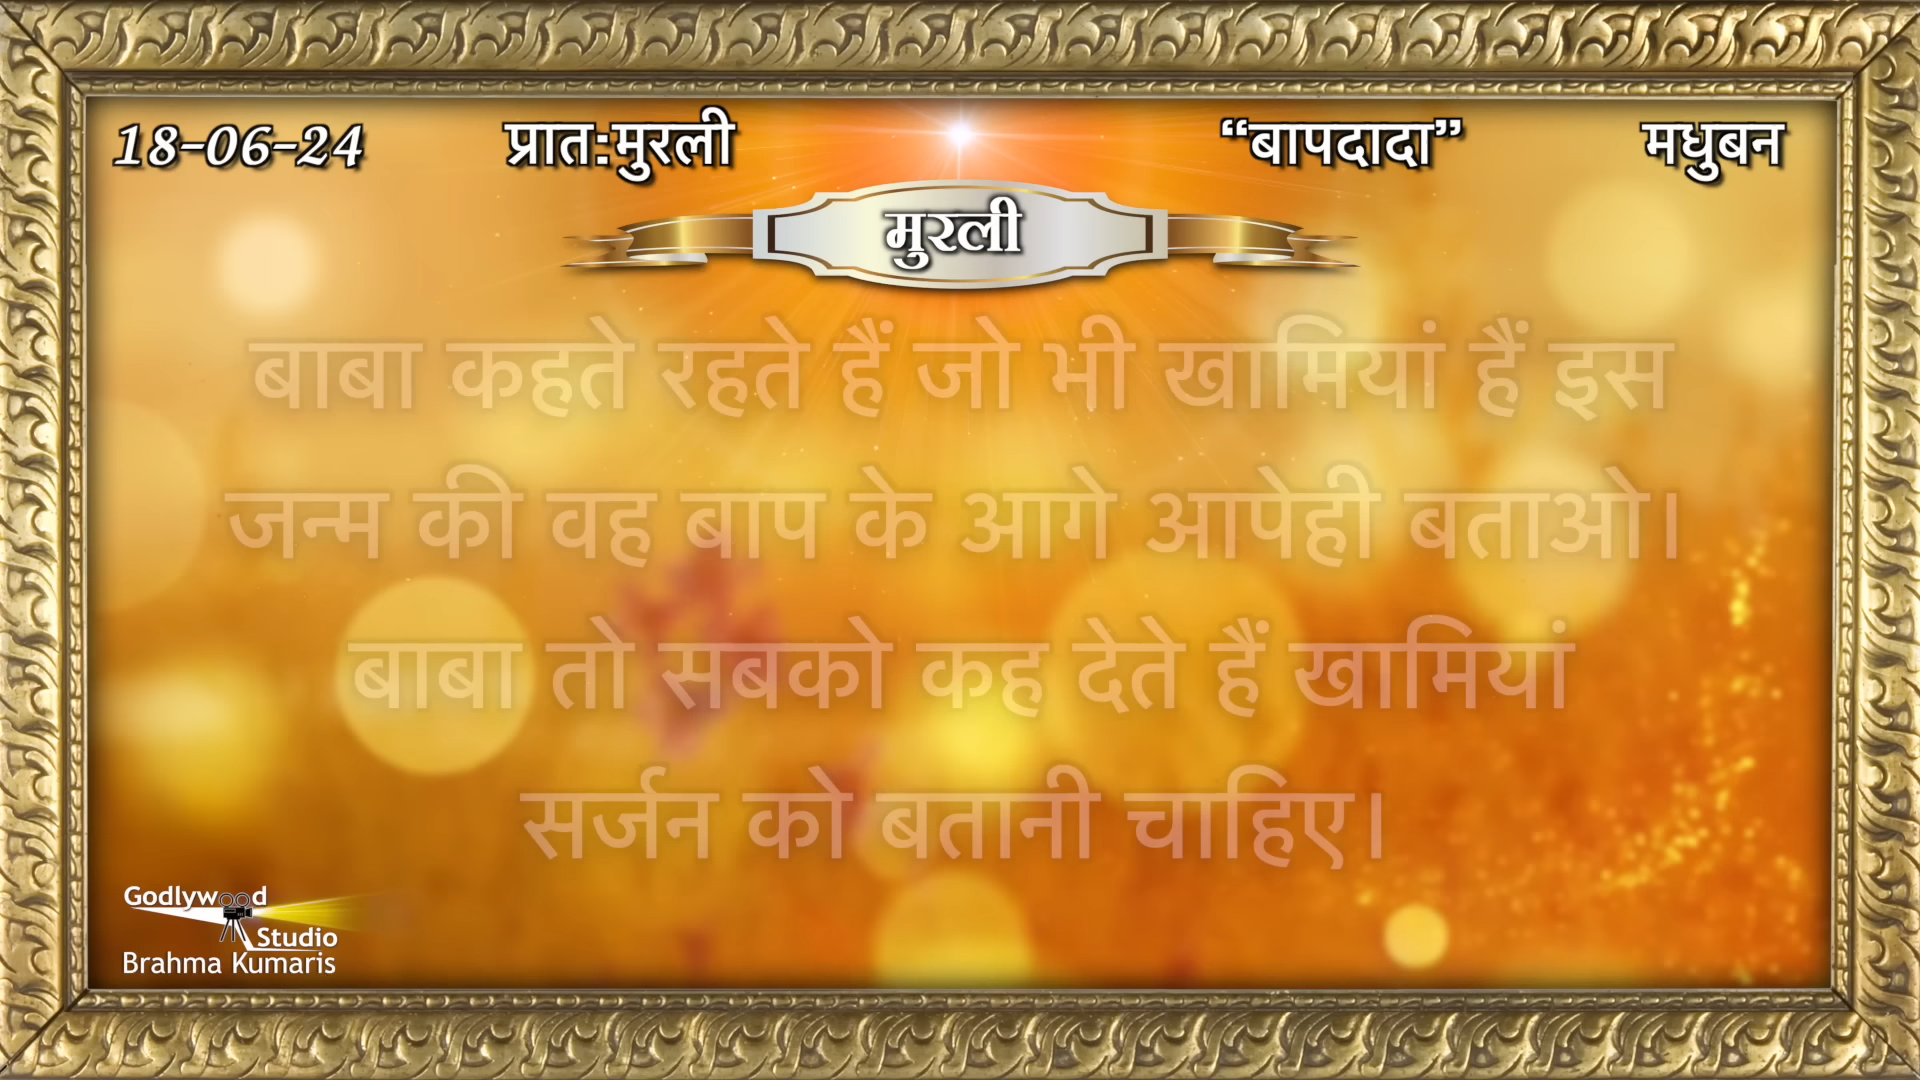 18-06-24 प्रात:मुरली “बापदादा” मधुबन
मुरली
बाबा कहते रहते हैं जो भी खामियां हैं इस
जन्म की वह बाप के आगे आपेही बताओ।
बाबा तो सबको कह देते हैं खामियां
सर्जन को बतानी चाहिए।
Godlywood
Studio
Brahma Kumaris